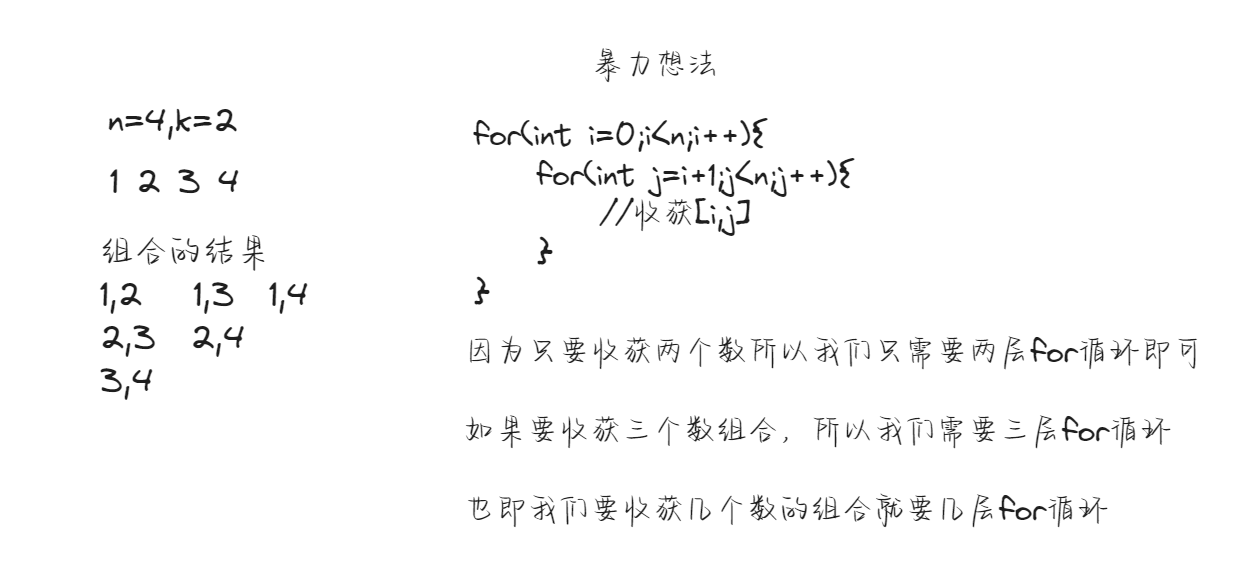 暴力想法
n=4,k=2
1 2 3 4
组合的结果
1,2 1,3 1,4
2,3 2,4
3,4
for(int i=0;i<n;i++){
for(int j=i+1;j<n;j++){
//收获[i,j]
}
}
因为只要收获两个数所以我们只需要两层for循环即可
如果要收获三个数组合，所以我们需要三层for循环
也即我们要收获几个数的组合就要几层for循环